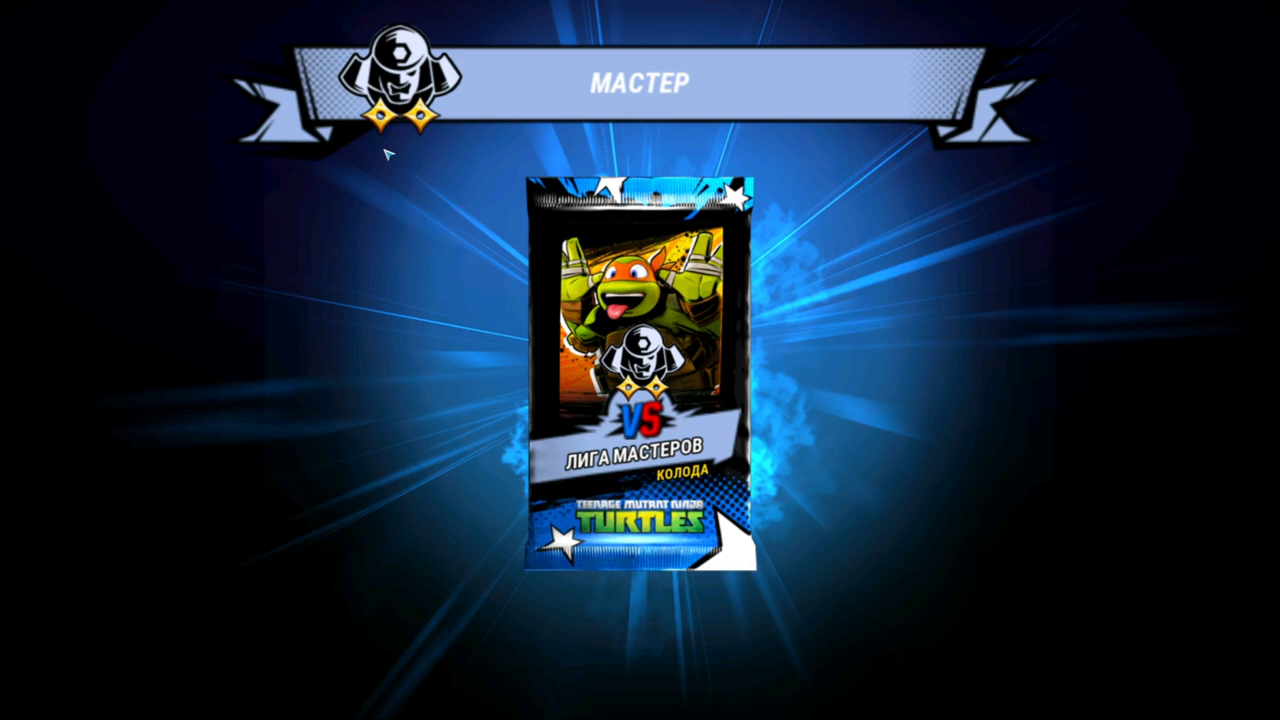 МАСТЕР
VS
ЛИГА МАСТЕРОВ
КОЛОДА
TEENAGE MUTANT NINJA
TURTLES